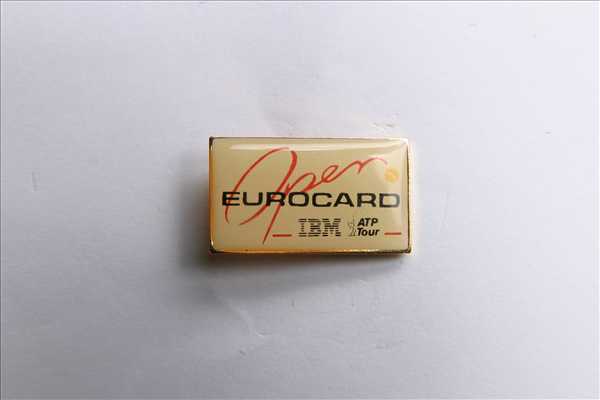 Open
EUROCARD
IBM ATP Tour